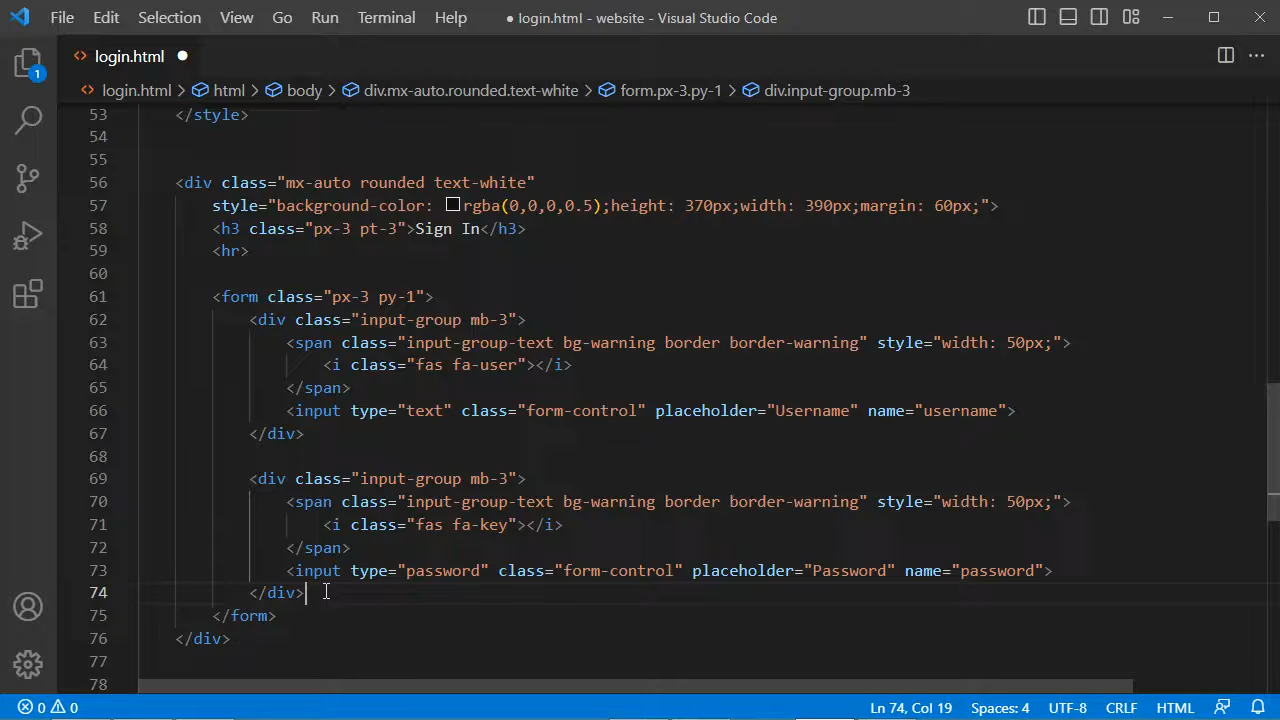 File Edit Selection View Go Run Terminal Help ● login.html - website - Visual Studio Code
login.html ●
login.html > html > body > div.mx-auto.rounded.text-white > form.px-3.py-1 > div.input-group.mb-3
1
53 </style>
54
55
56 <div class="mx-auto rounded text-white"
57 style="background-color: rgba(0,0,0,0.5);height: 370px;width: 390px;margin: 60px;">
58 <h3 class="px-3 pt-3">Sign In</h3>
59 <hr>
60
61 <form class="px-3 py-1">
62 <div class="input-group mb-3">
63 <span class="input-group-text bg-warning border border-warning" style="width: 50px;">
64 <i class="fas fa-user"></i>
65 </span>
66 <input type="text" class="form-control" placeholder="Username" name="username">
67 </div>
68
69 <div class="input-group mb-3">
70 <span class="input-group-text bg-warning border border-warning" style="width: 50px;">
71 <i class="fas fa-key"></i>
72 </span>
73 <input type="password" class="form-control" placeholder="Password" name="password">
74 </div>
75 </form>
76 </div>
77
78
0 0 Ln 74, Col 19 Spaces: 4 UTF-8 CRLF HTML